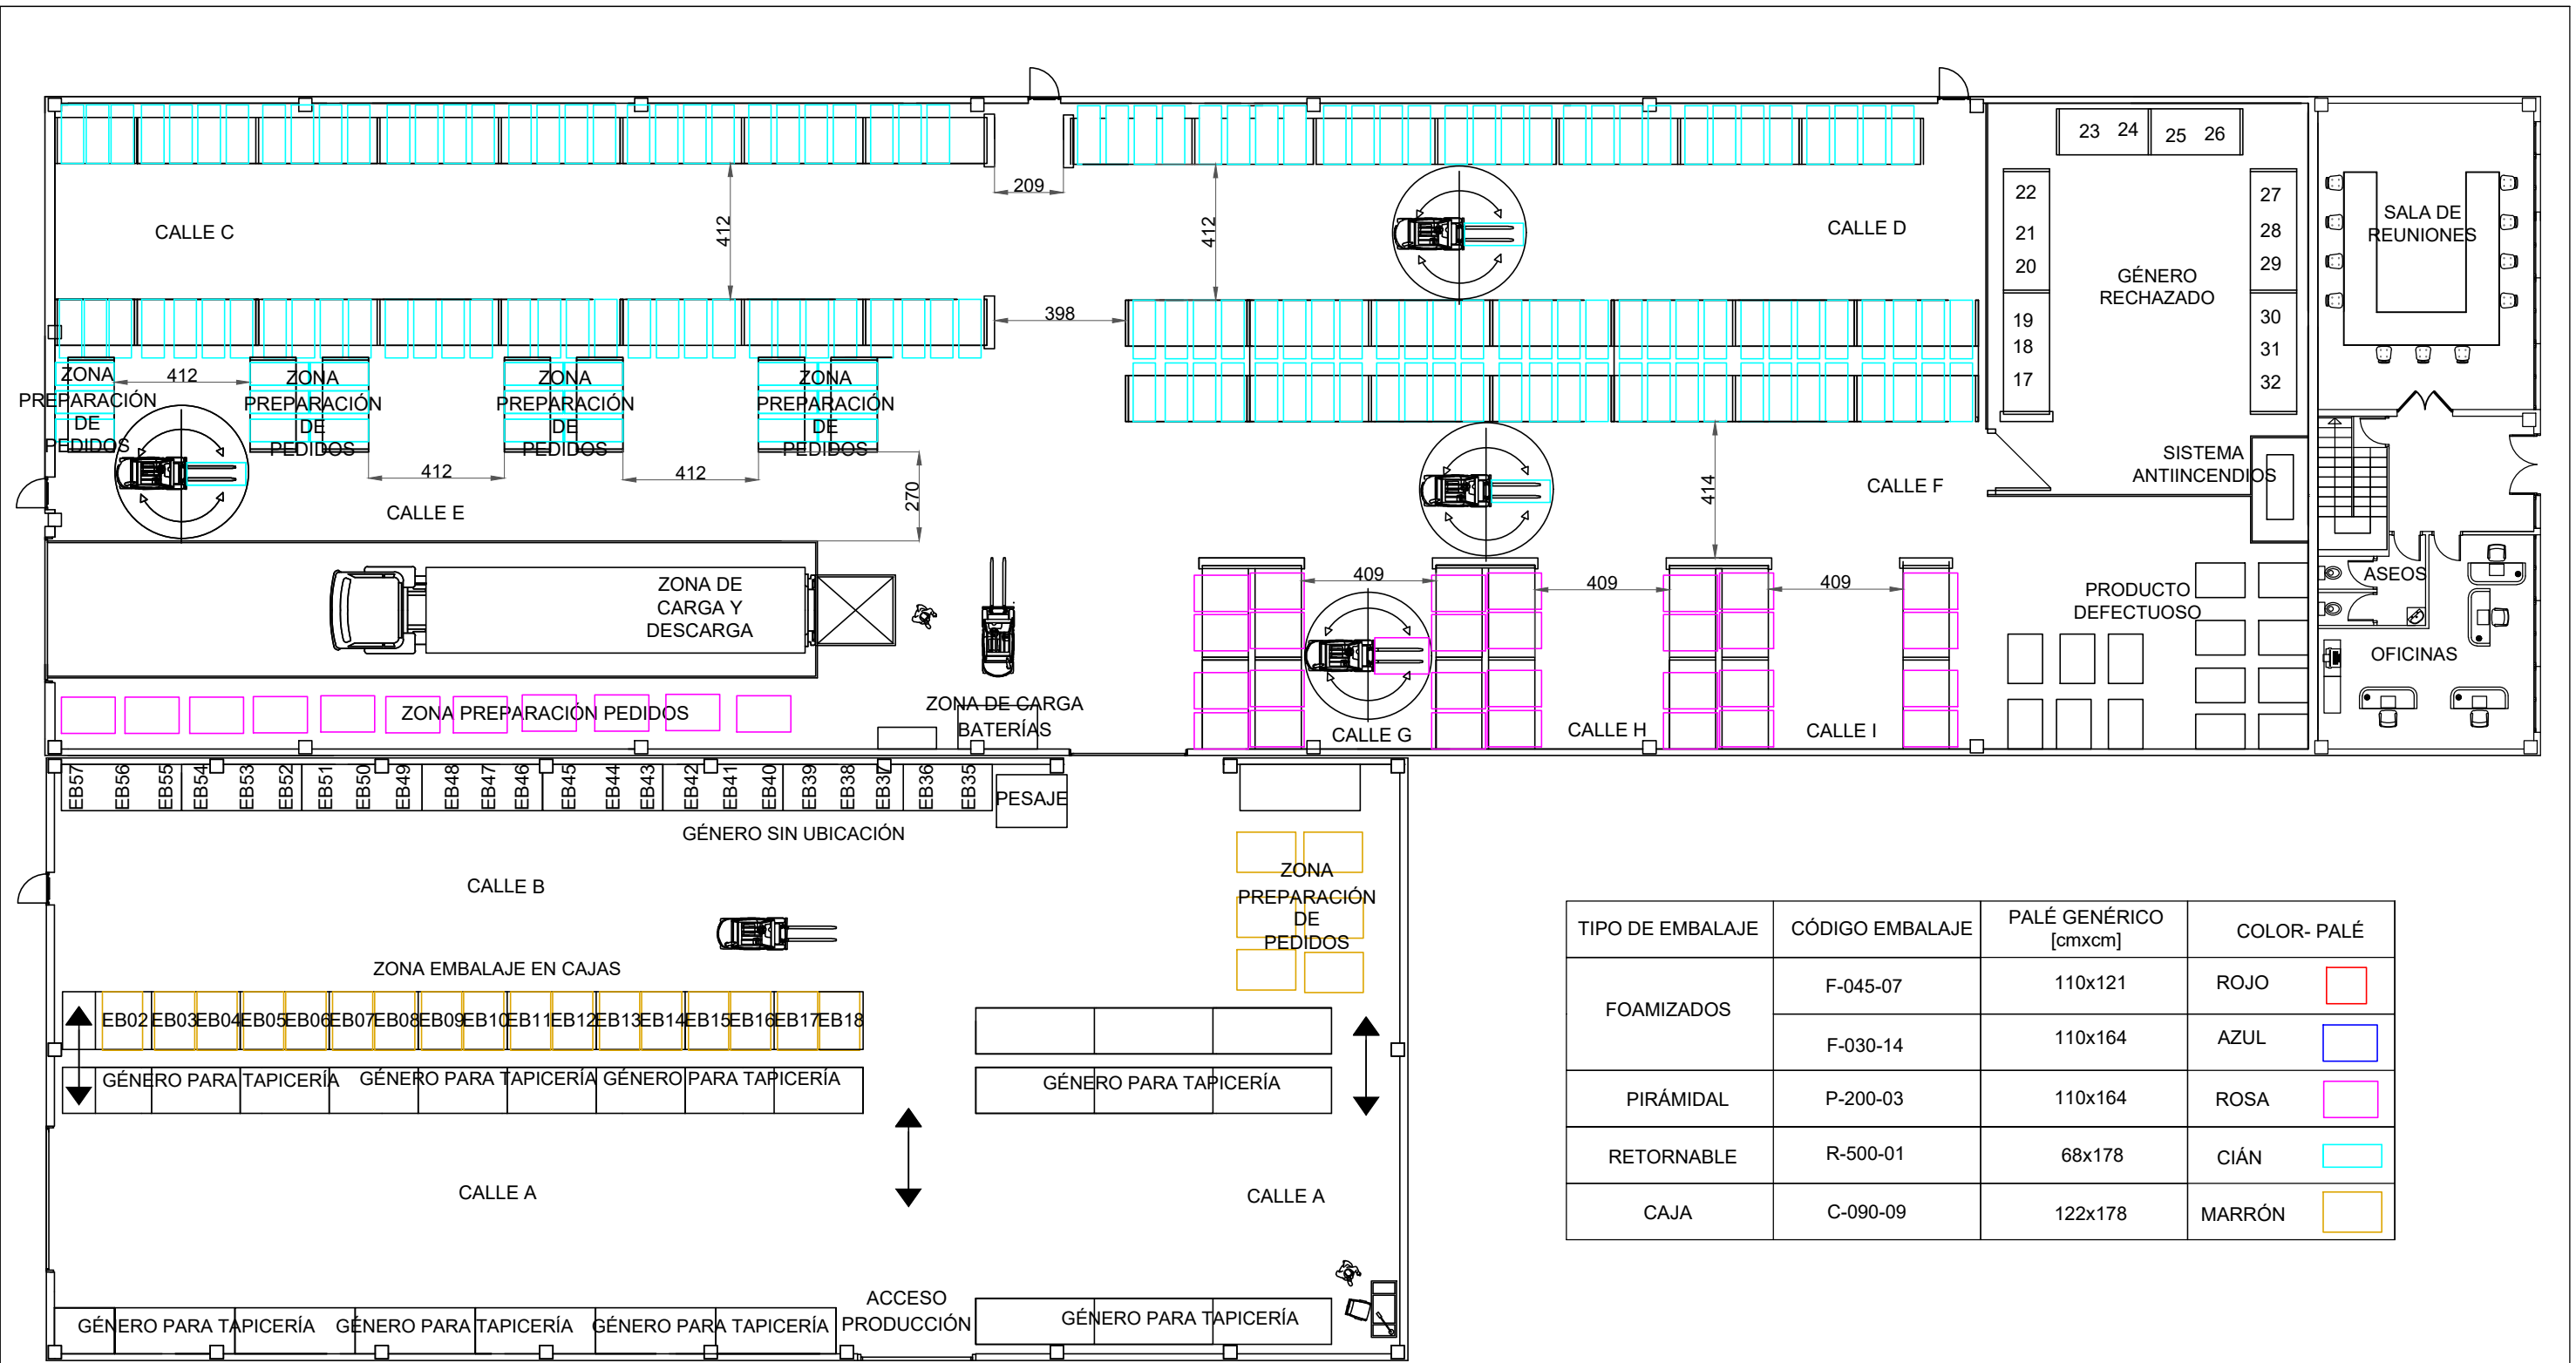 23 24 25 26
22
21
20
19
18
17
27
28
29
30
31
32
GÉNERO
RECHAZADO
SALA DE
REUNIONES
CALLE C
412
209
412
CALLE D
398
ZONA
PREPARACIÓN
DE
PEDIDOS
412
ZONA
PREPARACIÓN
DE
PEDIDOS
412
ZONA
PREPARACIÓN
DE
PEDIDOS
412
ZONA
PREPARACIÓN
DE
PEDIDOS
270
CALLE E
414
CALLE F
SISTEMA
ANTIINCENDIOS
ZONA DE
CARGA Y
DESCARGA
409
409
409
PRODUCTO
DEFECTUOSO
ASEOS
OFICINAS
ZONA PREPARACIÓN PEDIDOS
ZONA DE CARGA
BATERÍAS
CALLE G
CALLE H
CALLE I
EB57
EB56
EB55
EB54
EB53
EB52
EB51
EB50
EB49
EB48
EB47
EB46
EB45
EB44
EB43
EB42
EB41
EB40
EB39
EB38
EB37
EB36
EB35
PESAJE
GÉNERO SIN UBICACIÓN
CALLE B
ZONA
PREPARACIÓN
DE
PEDIDOS
ZONA EMBALAJE EN CAJAS
EB02 EB03 EB04 EB05 EB06 EB07 EB08 EB09 EB10 EB11 EB12 EB13 EB14 EB15 EB16 EB17 EB18
GÉNERO PARA TAPICERÍA GÉNERO PARA TAPICERÍA GÉNERO PARA TAPICERÍA
GÉNERO PARA TAPICERÍA
CALLE A
CALLE A
ACCESO
PRODUCCIÓN
GÉNERO PARA TAPICERÍA GÉNERO PARA TAPICERÍA GÉNERO PARA TAPICERÍA
GÉNERO PARA TAPICERÍA
TIPO DE EMBALAJE CÓDIGO EMBALAJE PALÉ GENÉRICO [cmxcm] COLOR- PALÉ
FOAMIZADOS F-045-07 110x121 ROJO
F-030-14 110x164 AZUL
PIRÁMIDAL P-200-03 110x164 ROSA
RETORNABLE R-500-01 68x178 CIÁN
CAJA C-090-09 122x178 MARRÓN